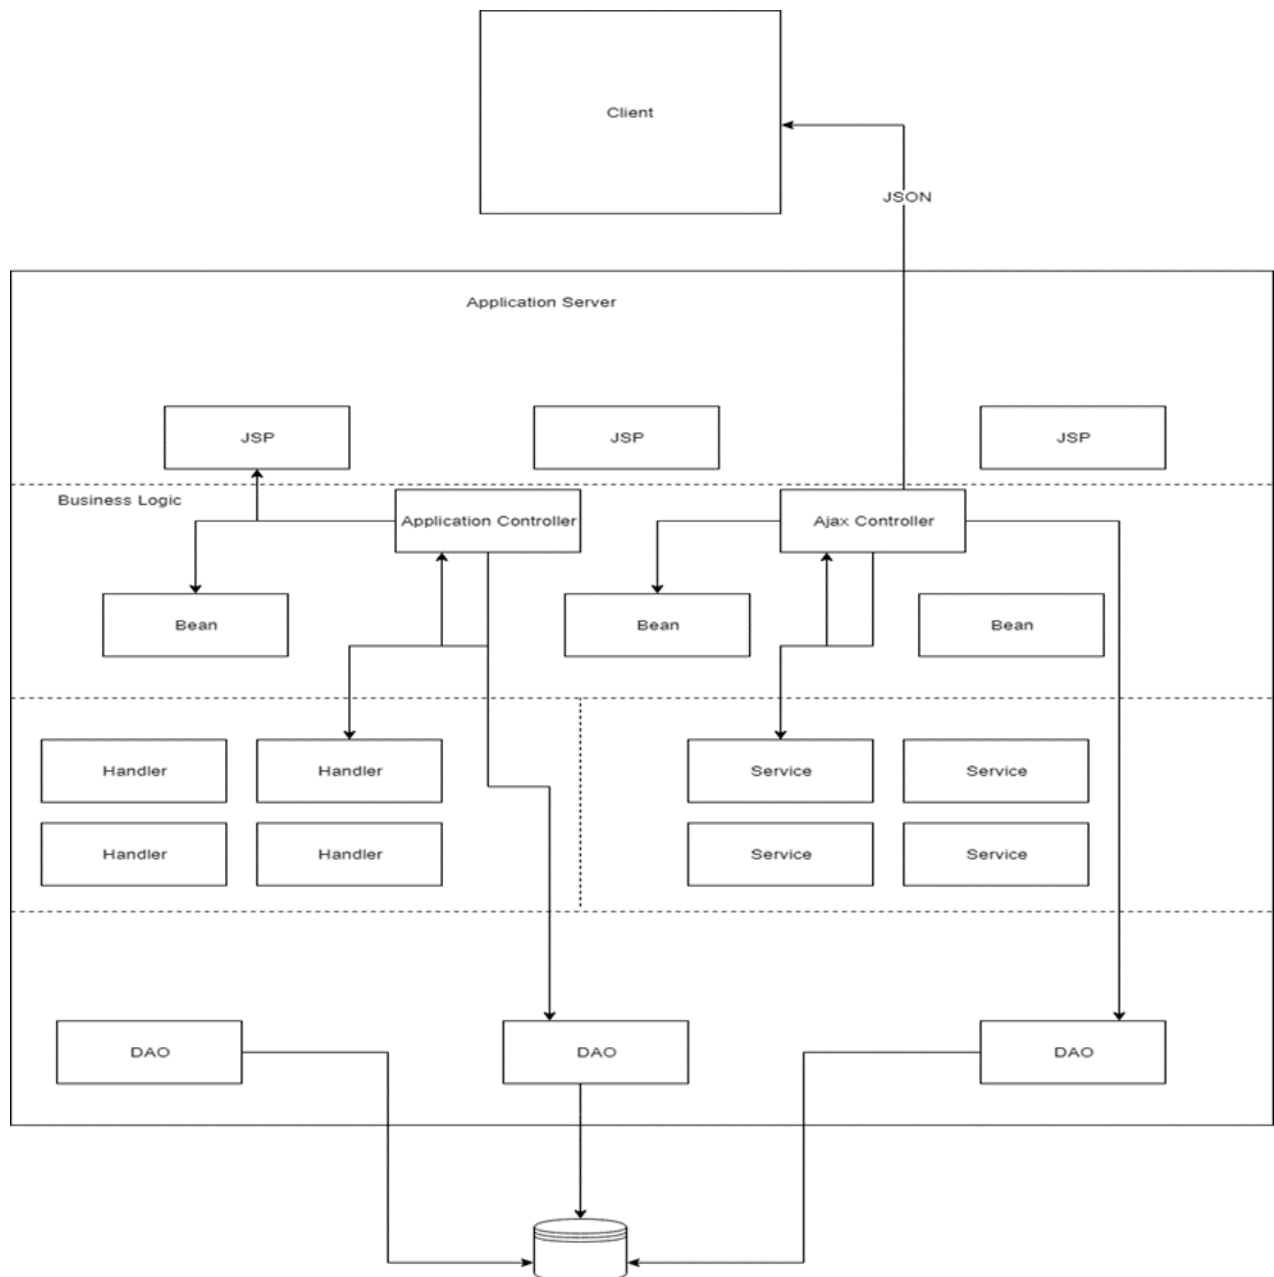 Client
JSON
Application Server
JSP
JSP
JSP
Business Logic
Application Controller
Ajax Controller
Bean
Bean
Bean
Handler
Handler
Service
Service
Handler
Handler
Service
Service
DAO
DAO
DAO